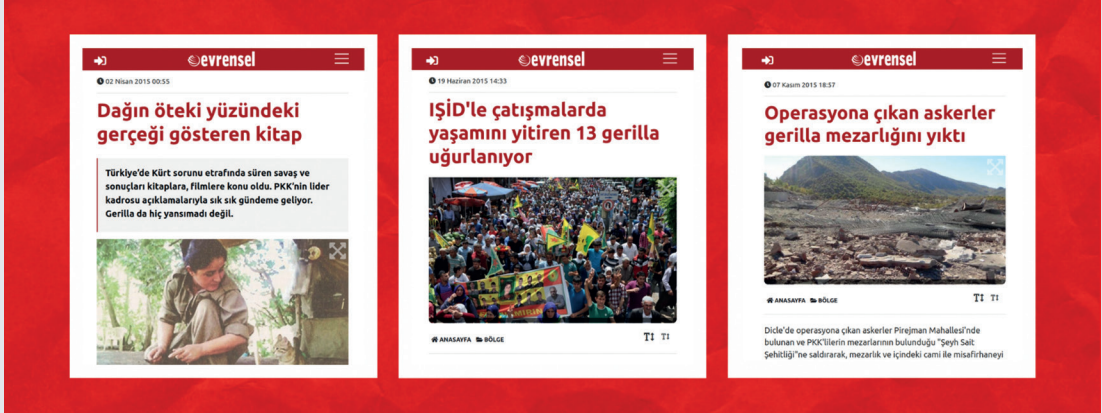 evrensel
02 Nisan 2015 00:55
Dağın öteki yüzündeki
gerçeği gösteren kitap
Türkiye'de Kürt sorunu etrafında süren savaş ve
sonuçları kitaplara, filmlere konu oldu. PKK'nin lider
kadrosu açıklamalarıyla sık sık gündeme geliyor.
Gerilla da hiç yansımadı değil.
evrensel
19 Haziran 2015 14:33
IŞİD'le çatışmalarda
yaşamını yitiren 13 gerilla
uğurlanıyor
ANASAYFA BÖLGE
T T
evrensel
07 Kasım 2015 18:57
Operasyona çıkan askerler
gerilla mezarlığını yıktı
ANASAYFA BÖLGE
T T
Dicle'de operasyona çıkan askerler Pirejman Mahallesi'nde
bulunan ve PKK'lilerin mezarlarının bulunduğu "Şeyh Sait
Şehitliği"ne saldırarak, mezarlık ve içindeki cami ile misafirhaneyi